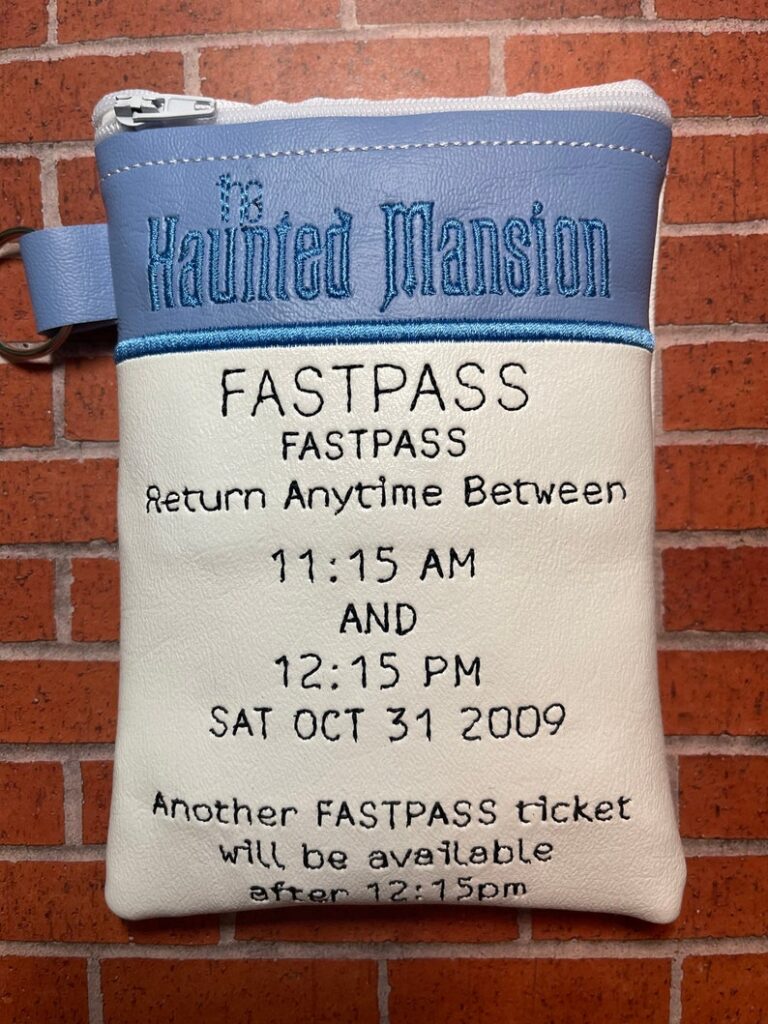 the
Haunted Mansion
FASTPASS
FASTPASS
Return Anytime Between
11:15 AM
AND
12:15 PM
SAT OCT 31 2009
Another FASTPASS ticket
will be available
after 12:15pm